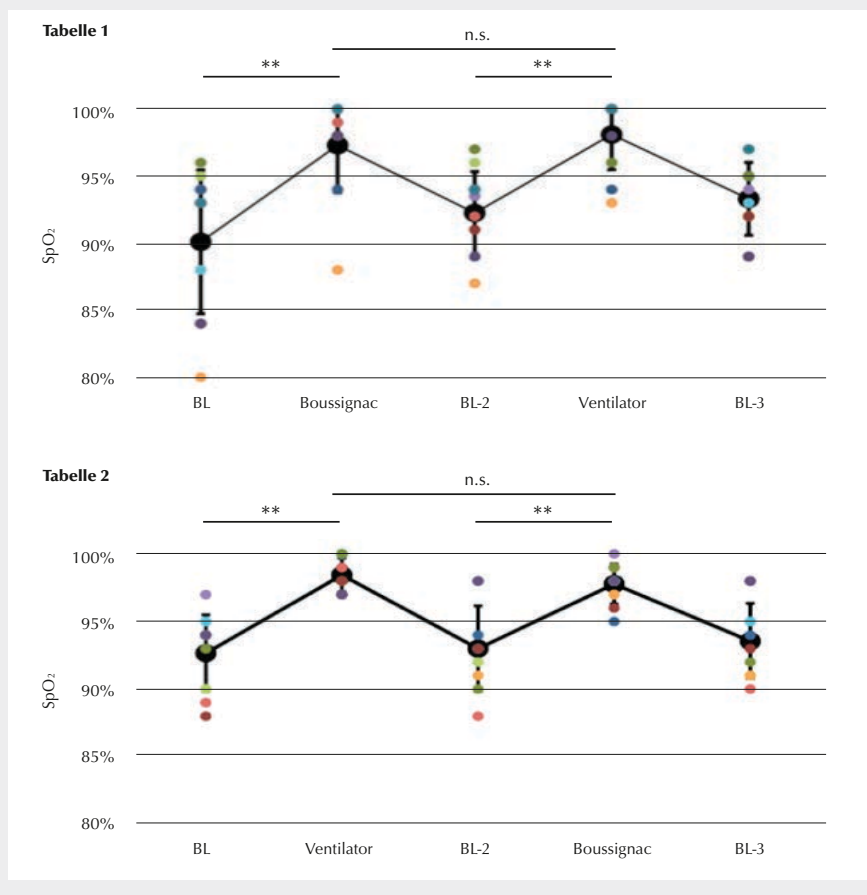 Tabelle 1
n.s.
** **
100%
95%
90%
85%
80%
SpO₂
BL Boussignac BL-2 Ventilator BL-3
Tabelle 2
n.s.
** **
100%
95%
90%
85%
80%
SpO₂
BL Ventilator BL-2 Boussignac BL-3